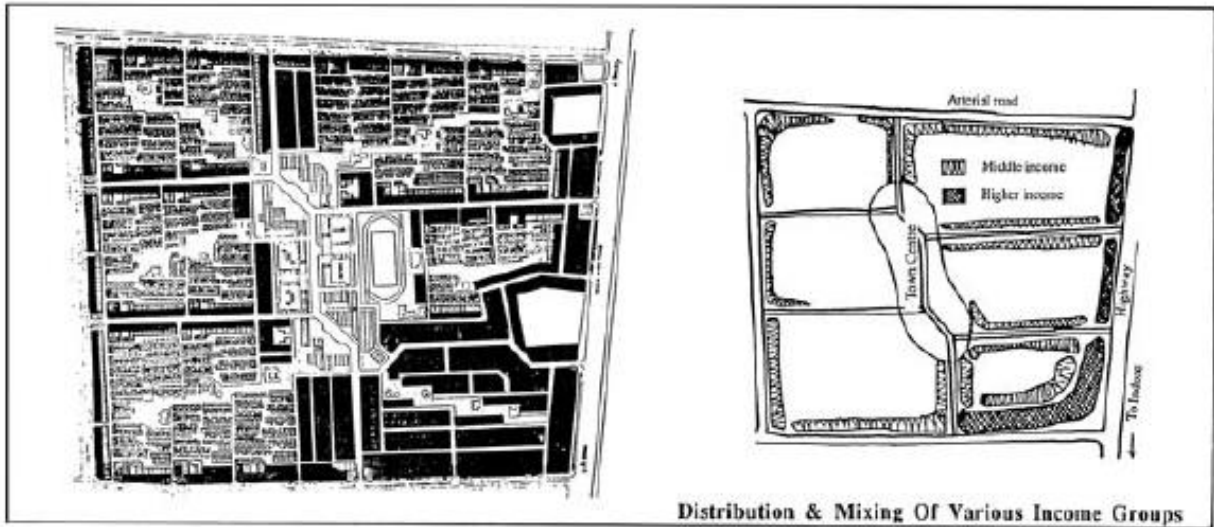 Arterial road
Middle income
Higher income
Town Centre
Highway
To Indore
Distribution & Mixing Of Various Income Groups